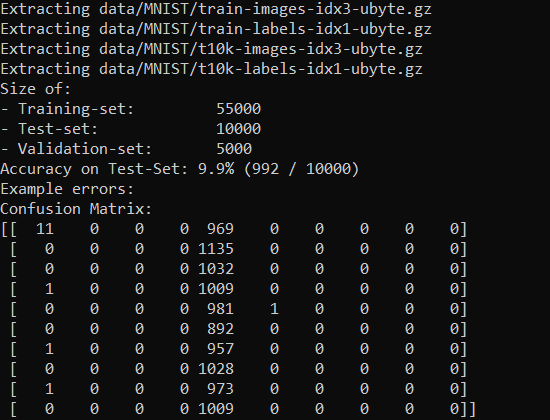 Extracting data/MNIST/train-images-idx3-ubyte.gz
Extracting data/MNIST/train-labels-idx1-ubyte.gz
Extracting data/MNIST/t10k-images-idx3-ubyte.gz
Extracting data/MNIST/t10k-labels-idx1-ubyte.gz
Size of:
- Training-set:         55000
- Test-set:             10000
- Validation-set:       5000
Accuracy on Test-Set: 9.9% (992 / 10000)
Example errors:
Confusion Matrix:
[[  11    0    0    0  969    0    0    0    0    0]
 [   0    0    0    0 1135    0    0    0    0    0]
 [   0    0    0    0 1032    0    0    0    0    0]
 [   1    0    0    0 1009    0    0    0    0    0]
 [   0    0    0    0  981    1    0    0    0    0]
 [   0    0    0    0  892    0    0    0    0    0]
 [   1    0    0    0  957    0    0    0    0    0]
 [   0    0    0    0 1028    0    0    0    0    0]
 [   1    0    0    0  973    0    0    0    0    0]
 [   0    0    0    0 1009    0    0    0    0    0]]